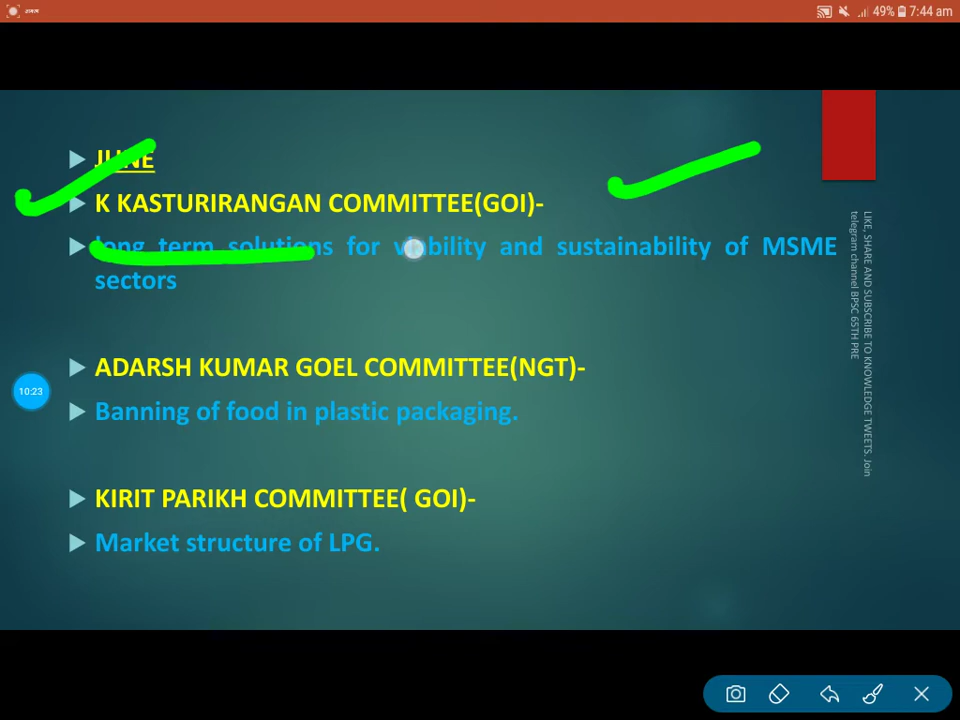 49% 7:44 am
JUNE
K KASTURIRANGAN COMMITTEE(GOI)-
long term solutions for viability and sustainability of MSME
sectors
ADARSH KUMAR GOEL COMMITTEE(NGT)-
Banning of food in plastic packaging.
KIRIT PARIKH COMMITTEE( GOI)-
Market structure of LPG.
10:23
LIKE, SHARE AND SUBSCRIBE TO KNOWLEDGE TWEETS. Join
telegram channel BPSC 65TH PRE